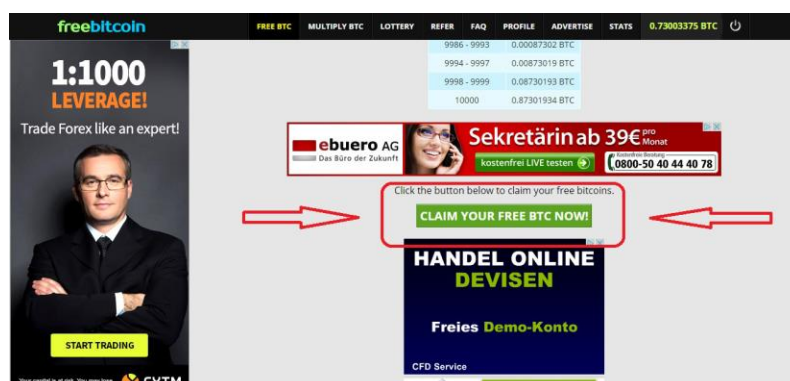 freebitcoin
FREE BTC MULTIPLY BTC LOTTERY REFER FAQ PROFILE ADVERTISE STATS 0.73003375 BTC
9986 - 9993 0.00087302 BTC
9994 - 9997 0.00873019 BTC
9998 - 9999 0.08730193 BTC
10000 0.87301934 BTC
1:1000
LEVERAGE!
Trade Forex like an expert!
START TRADING
ebuero AG
Das Büro der Zukunft
Sekretärin ab 39€ pro Monat
kostenfrei LIVE testen
Kostenfreie Beratung
0800-50 40 44 40 78
Click the button below to claim your free bitcoins.
CLAIM YOUR FREE BTC NOW!
HANDEL ONLINE
DEVISEN
Freies Demo-Konto
CFD Service